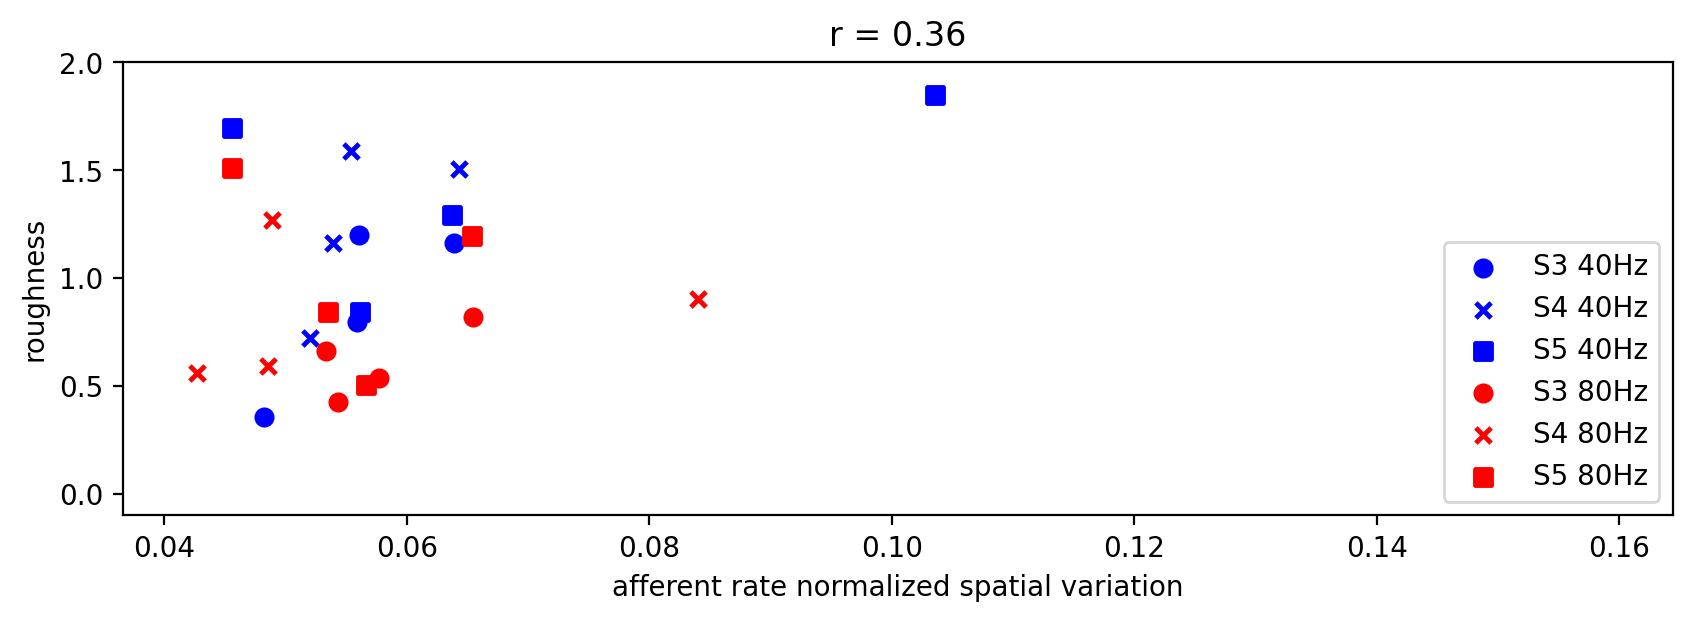 r = 0.36
2.0
1.5
1.0
0.5
0.0
roughness
S3 40Hz
S4 40Hz
S5 40Hz
S3 80Hz
S4 80Hz
S5 80Hz
0.04 0.06 0.08 0.10 0.12 0.14 0.16
afferent rate normalized spatial variation